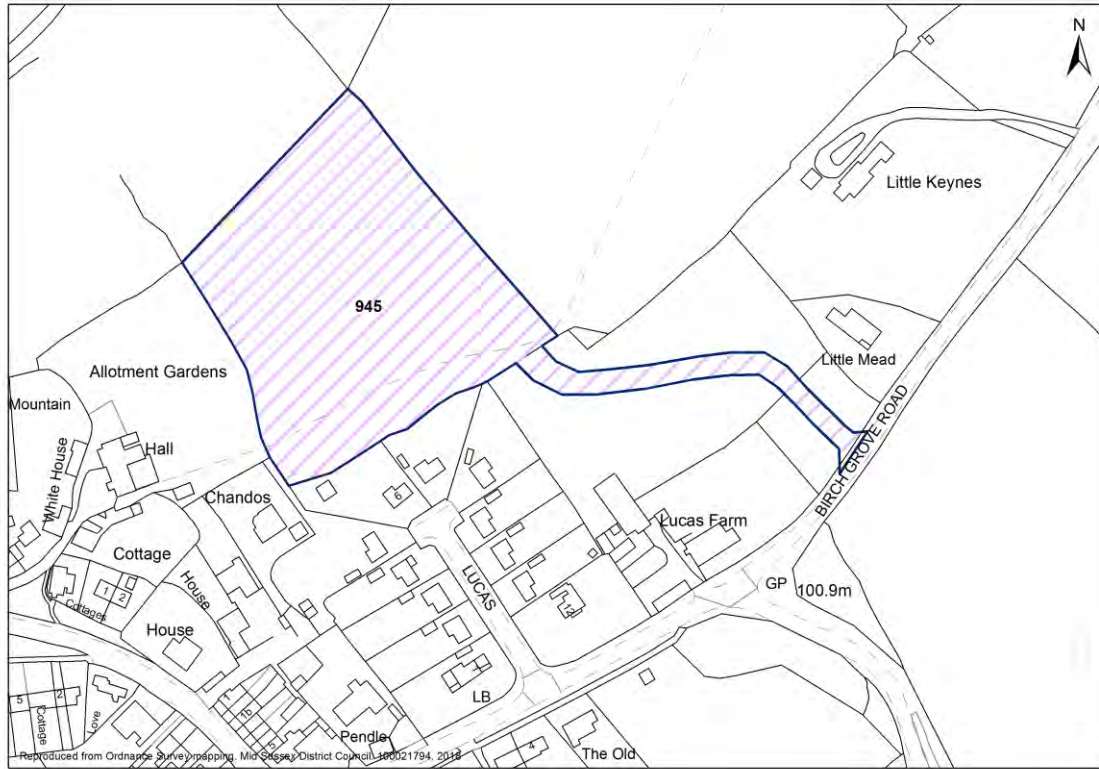 N
Little Keynes
945
Little Mead
Allotment Gardens
Mountain
BIRCH GROVE ROAD
Hall
White House
6
Chandos
Lucas Farm
Cottage
LUCAS
GP
100.9m
1
2
House
12
Cottages
House
5
2
LB
1b
Cottage
Love
5
Pendle
4
The Old
Reproduced from Ordnance Survey mapping. Mid Sussex District Council. 100021794, 2018